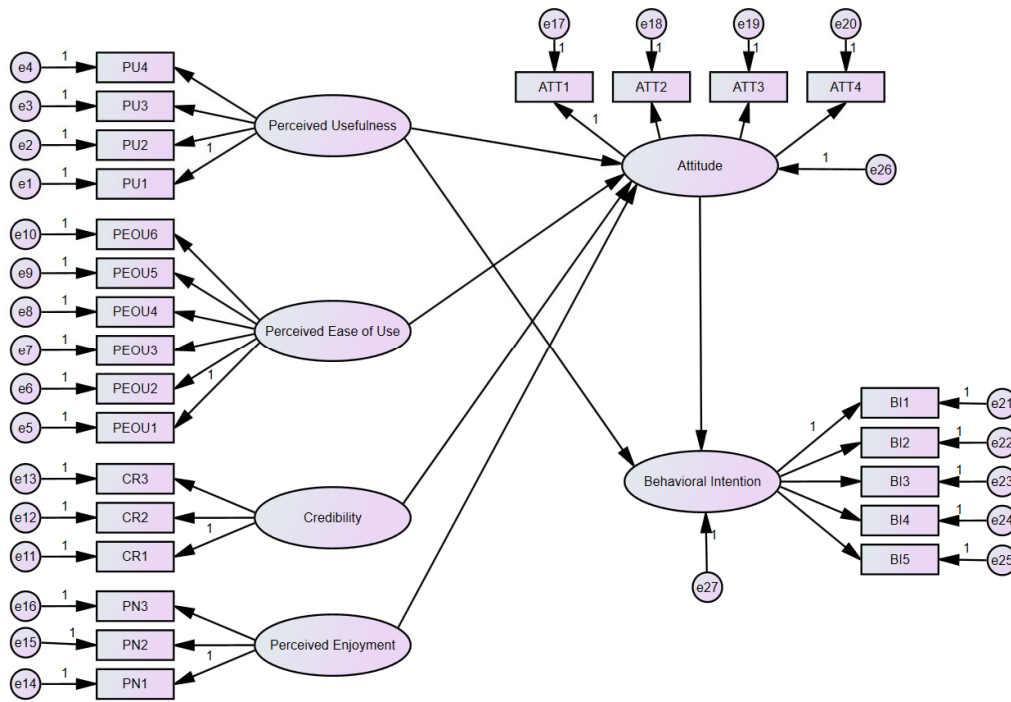 e17
e18
e19
e20
1
1
1
1
ATT1
ATT2
ATT3
ATT4
1
Attitude
1
e26
e4
1
PU4
e3
1
PU3
e2
1
PU2
e1
1
PU1
1
Perceived Usefulness
e10
1
PEOU6
e9
1
PEOU5
e8
1
PEOU4
e7
1
PEOU3
e6
1
PEOU2
e5
1
PEOU1
1
Perceived Ease of Use
e13
1
CR3
e12
1
CR2
e11
1
CR1
1
Credibility
e16
1
PN3
e15
1
PN2
e14
1
PN1
1
Perceived Enjoyment
Behavioral Intention
1
e27
1
BI1
1
e21
BI2
1
e22
BI3
1
e23
BI4
1
e24
BI5
1
e25